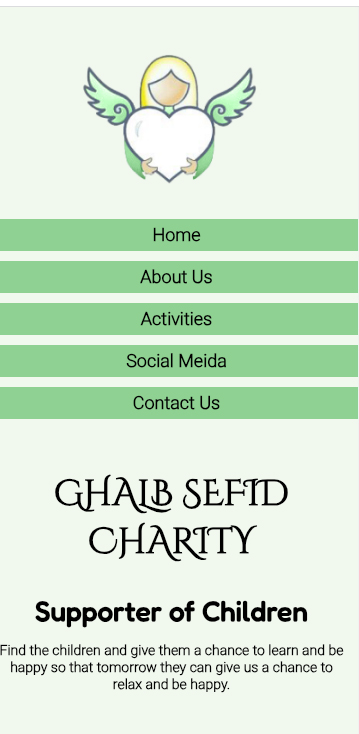 Home
About Us
Activities
Social Meida
Contact Us
GHALB SEFID
CHARITY
Supporter of Children
Find the children and give them a chance to learn and be
happy so that tomorrow they can give us a chance to
relax and be happy.